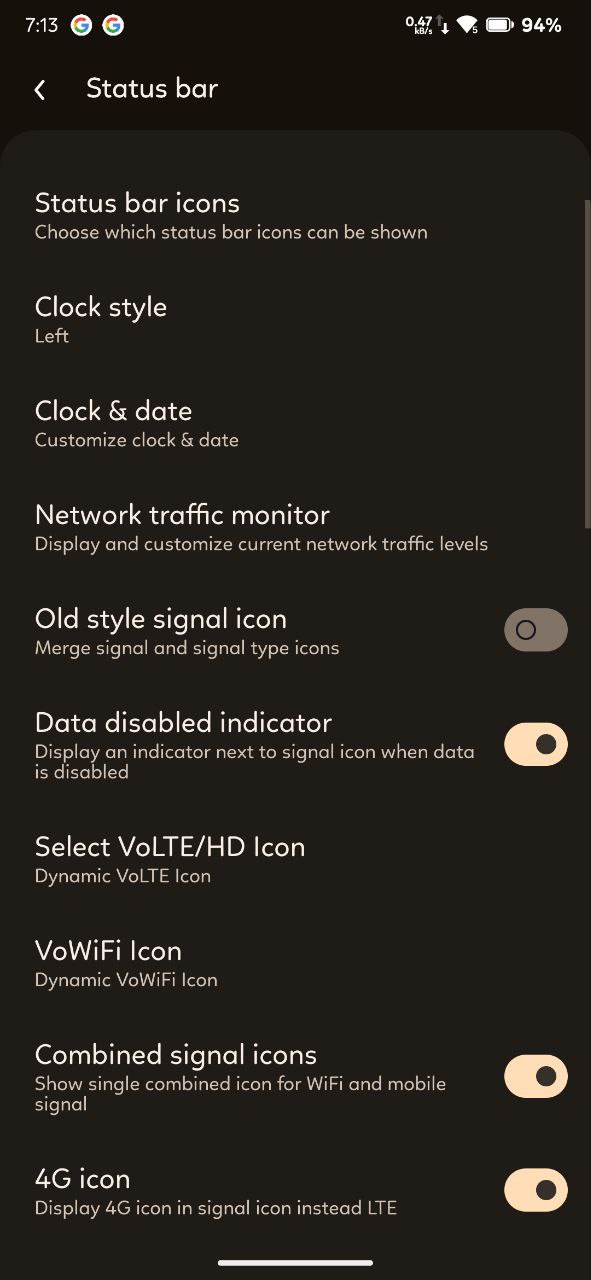 7:13 0.47 kB/s 5 94%
Status bar
Status bar icons
Choose which status bar icons can be shown
Clock style
Left
Clock & date
Customize clock & date
Network traffic monitor
Display and customize current network traffic levels
Old style signal icon
Merge signal and signal type icons
Data disabled indicator
Display an indicator next to signal icon when data
is disabled
Select VoLTE/HD Icon
Dynamic VoLTE Icon
VoWiFi Icon
Dynamic VoWiFi Icon
Combined signal icons
Show single combined icon for WiFi and mobile
signal
4G icon
Display 4G icon in signal icon instead LTE